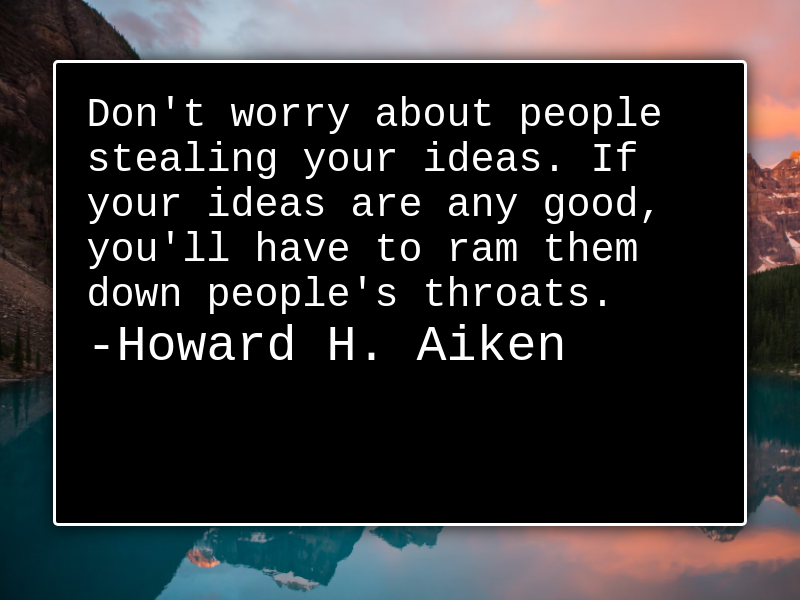 Don't worry about people
stealing your ideas. If
your ideas are any good,
you'll have to ram them
down people's throats.
-Howard H. Aiken